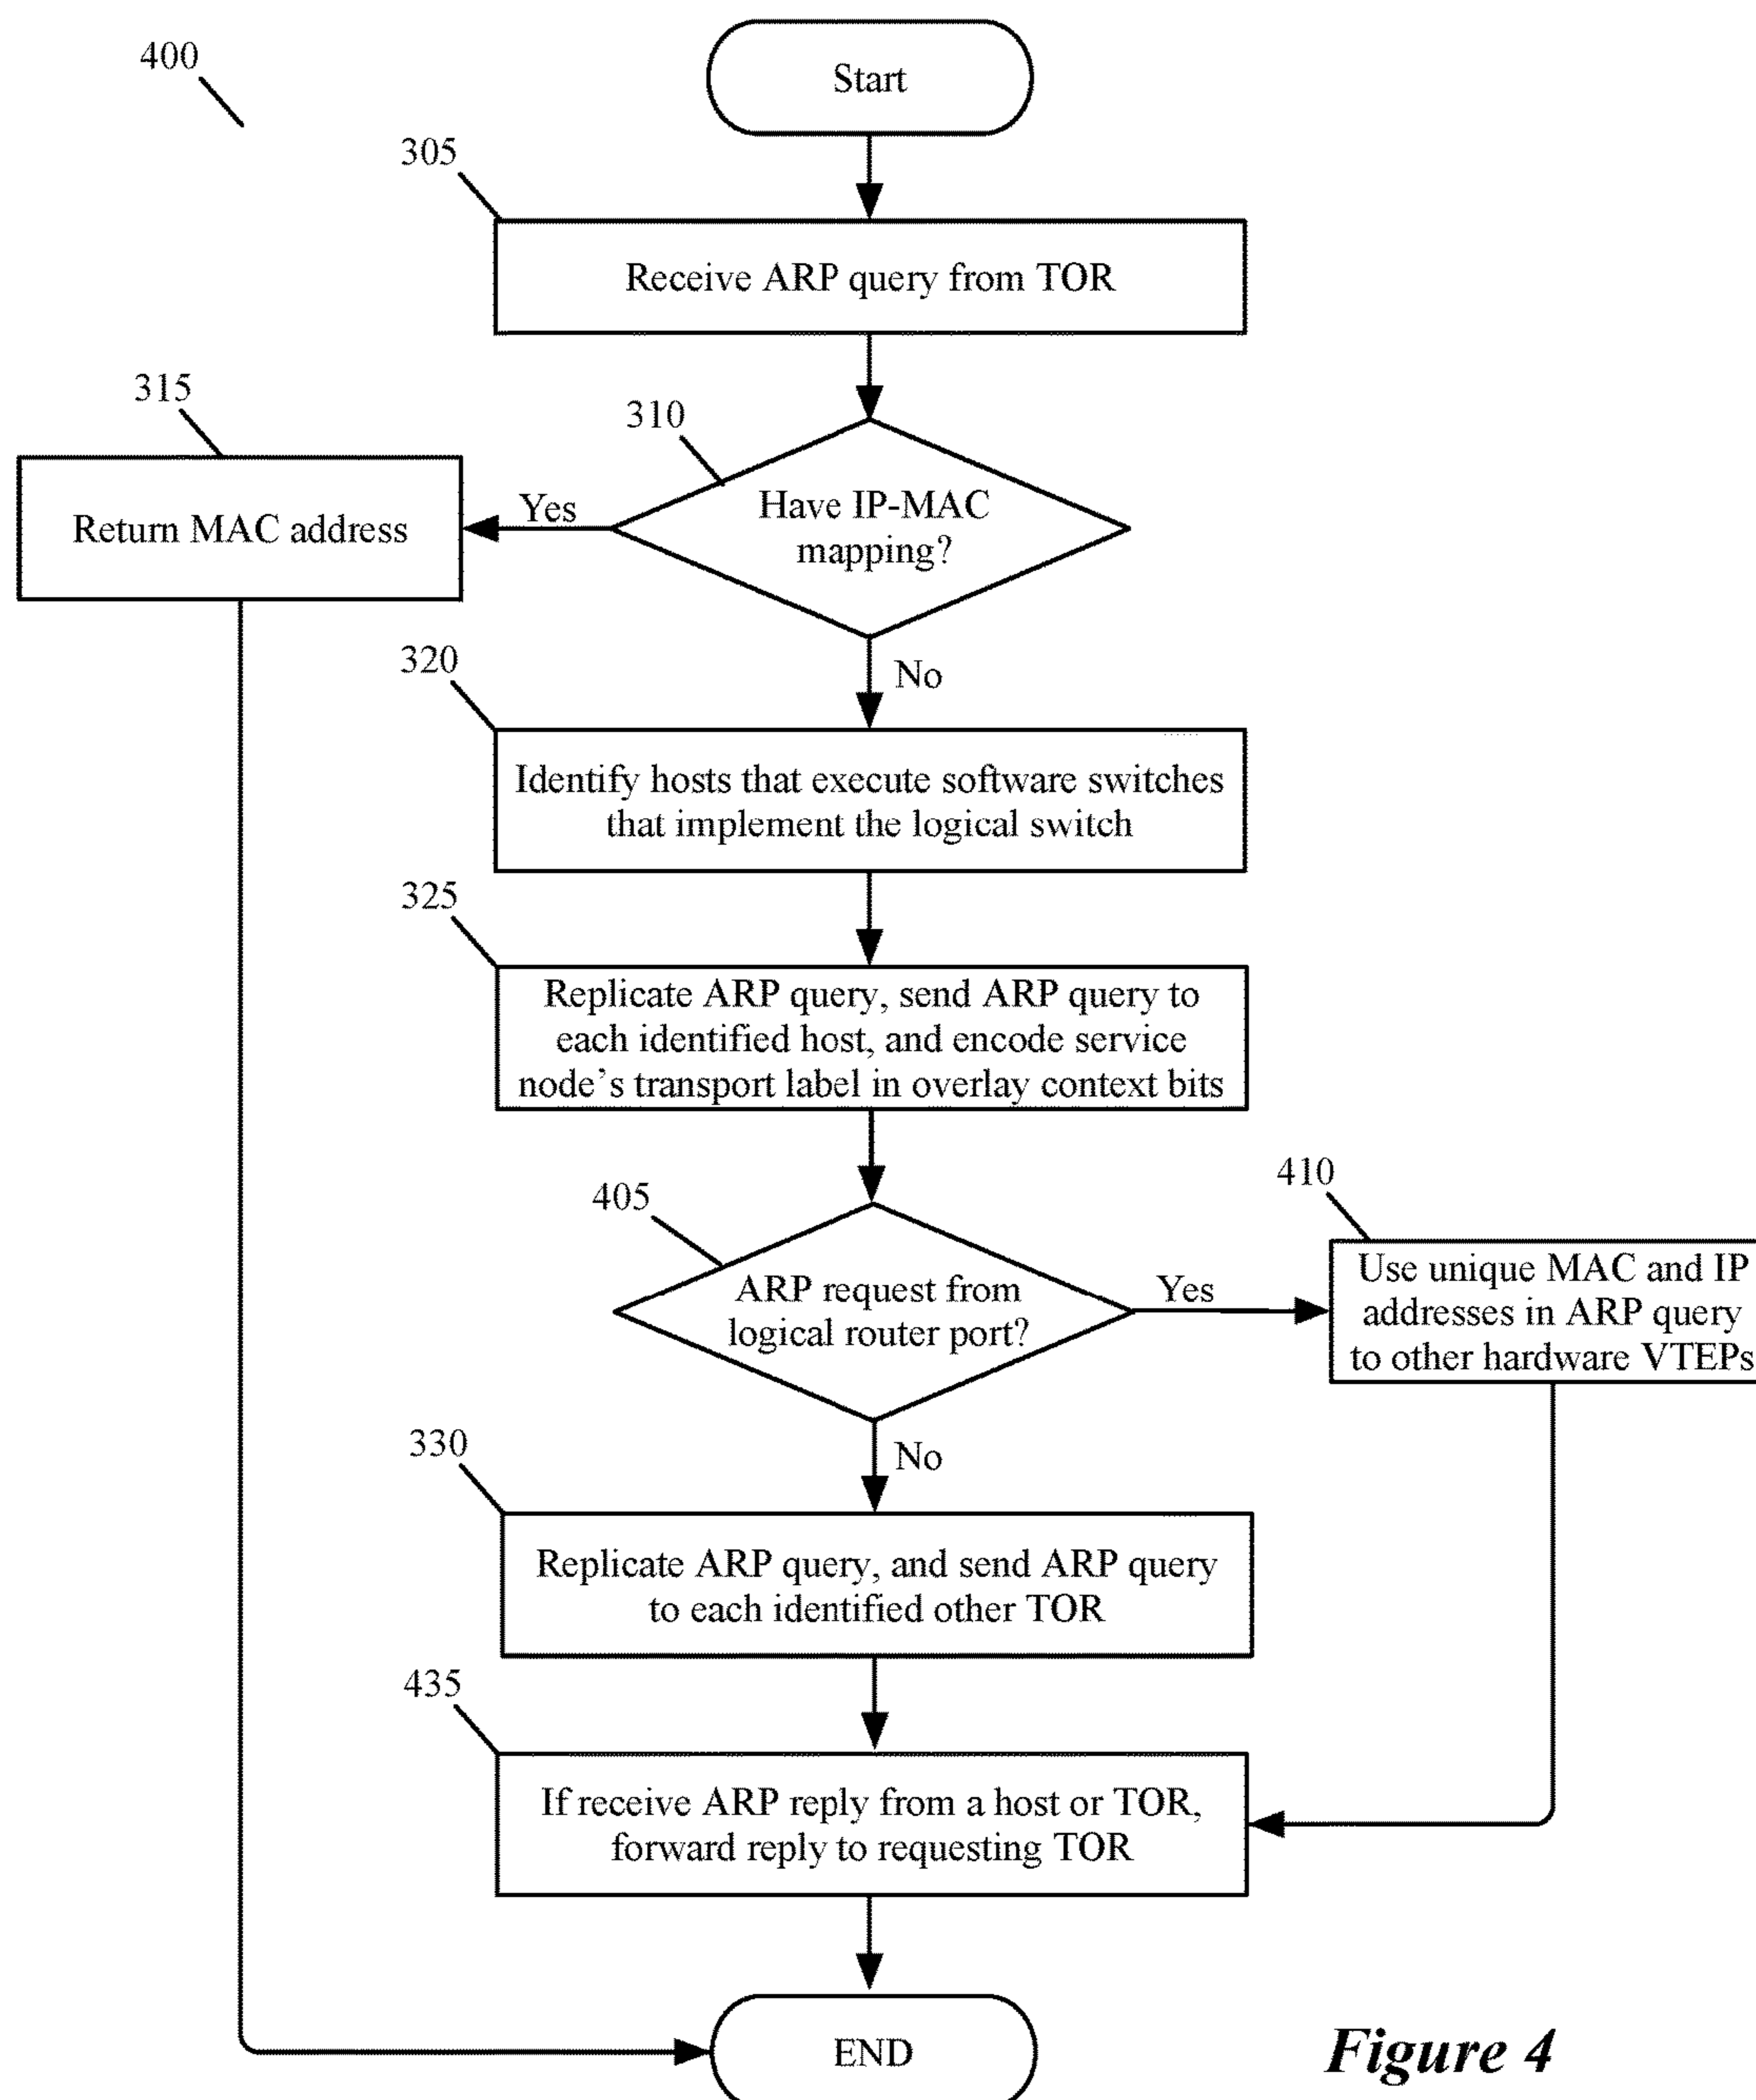 400
Start
305
Receive ARP query from TOR
315
310
Have IP-MAC
mapping?
Yes
Return MAC address
No
320
Identify hosts that execute software switches
that implement the logical switch
325
Replicate ARP query, send ARP query to
each identified host, and encode service
node's transport label in overlay context bits
405
410
ARP request from
logical router port?
Yes
Use unique MAC and IP
addresses in ARP query
to other hardware VTEPs
No
330
Replicate ARP query, and send ARP query
to each identified other TOR
435
If receive ARP reply from a host or TOR,
forward reply to requesting TOR
END
Figure 4